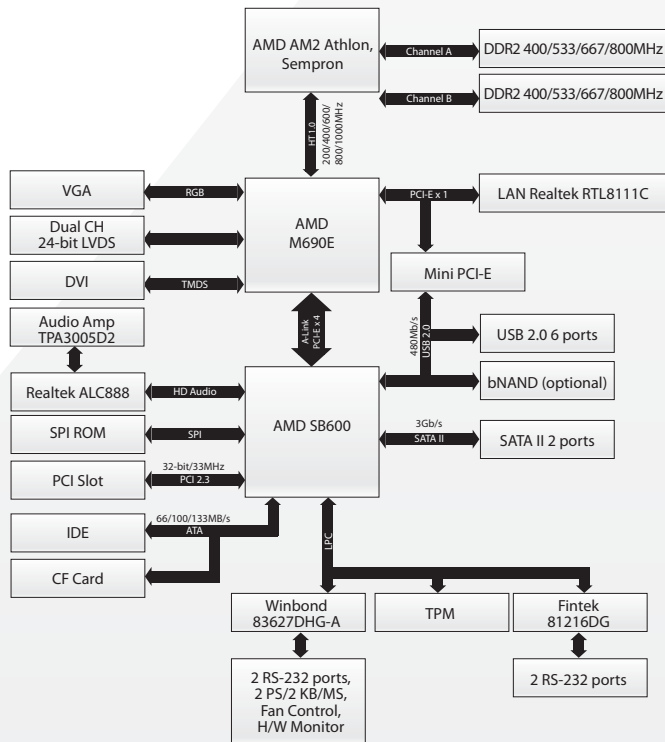 AMD AM2 Athlon,
Sempron
Channel A
DDR2 400/533/667/800MHz
Channel B
DDR2 400/533/667/800MHz
HT 1.0
200/400/600/
800/1000MHz
VGA
RGB
AMD
M690E
PCI-E x 1
LAN Realtek RTL8111C
Dual CH
24-bit LVDS
Mini PCI-E
DVI
TMDS
Audio Amp
TPA3005D2
A-Link
PCI-E x 4
480Mb/s
USB 2.0
USB 2.0 6 ports
Realtek ALC888
HD Audio
AMD SB600
bNAND (optional)
SPI ROM
SPI
3Gb/s
SATA II
SATA II 2 ports
PCI Slot
32-bit/33MHz
PCI 2.3
IDE
66/100/133MB/s
ATA
CF Card
LPC
Winbond
83627DHG-A
TPM
Fintek
81216DG
2 RS-232 ports,
2 PS/2 KB/MS,
Fan Control,
H/W Monitor
2 RS-232 ports